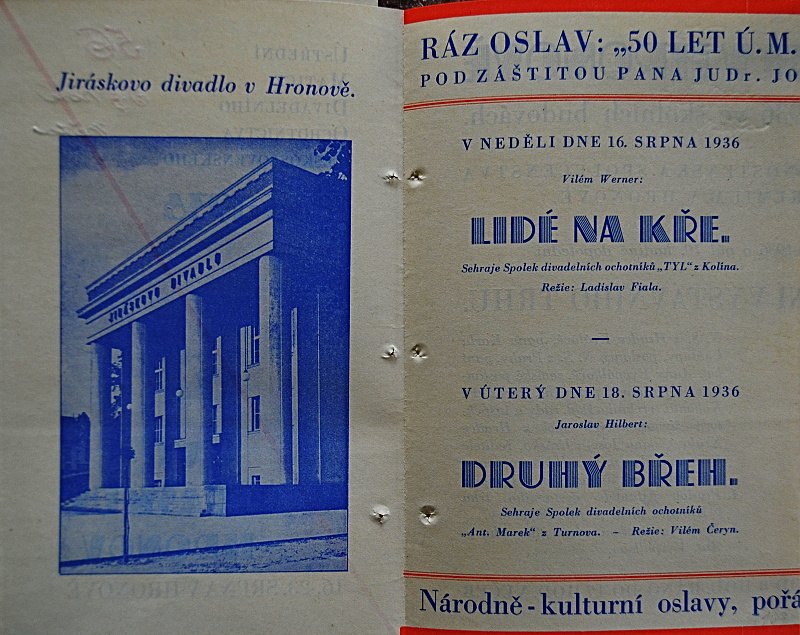 Jiráskovo divadlo v Hronově.
JIRÁSKOVO DIVADLO
RÁZ OSLAV: „50 LET Ú.M.
POD ZÁŠTITOU PANA JUDr. JO
V NEDĚLI DNE 16. SRPNA 1936
Vilém Werner:
LIDÉ NA KŘE.
Sehraje Spolek divadelních ochotníků „TYL" z Kolína.
Režie: Ladislav Fiala.
—
V ÚTERÝ DNE 18. SRPNA 1936
Jaroslav Hilbert:
DRUHÝ BŘEH.
Sehraje Spolek divadelních ochotníků
„Ant. Marek" z Turnova. – Režie: Vilém Čeryn.
Národně-kulturní oslavy, pořá